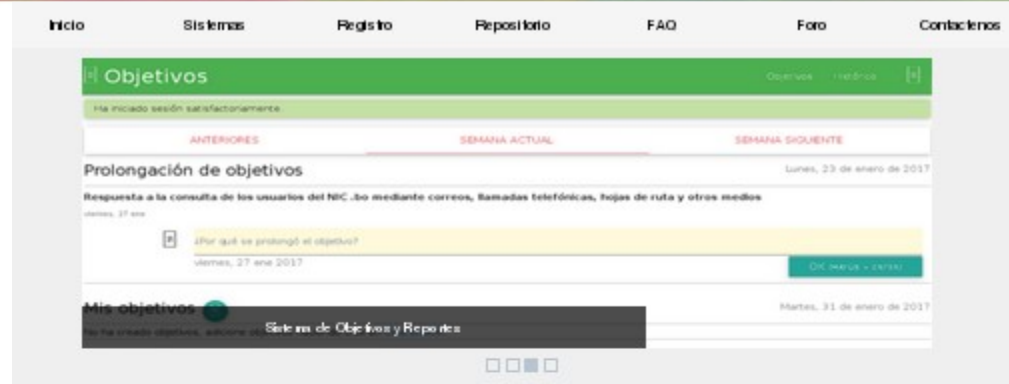 Inicio Sistemas Registro Repositorio FAQ Foro Contactenos
Objetivos Objetivos Histórico
Ha iniciado sesión satisfactoriamente.
ANTERIORES SEMANA ACTUAL SEMANA SIGUIENTE
Prolongación de objetivos Lunes, 23 de enero de 2017
Respuesta a la consulta de los usuarios del NIC .bo mediante correos, llamadas telefónicas, hojas de ruta y otros medios
viernes, 27 ene
¿Por qué se prolongó el objetivo?
viernes, 27 ene 2017
OK
Mis objetivos Martes, 31 de enero de 2017
No ha creado objetivos, adicione
Sistema de Objetivos y Reportes